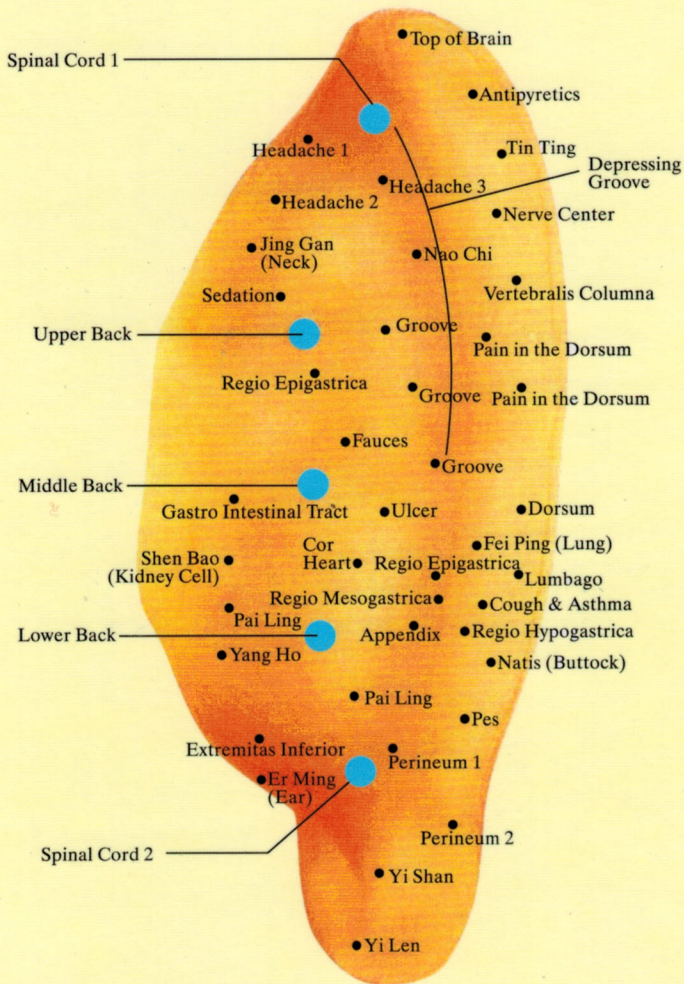 Top of Brain
Spinal Cord 1
Antipyretics
Headache 1
Tin Ting
Depressing
Groove
Headache 3
Headache 2
Nerve Center
Jing Gan
(Neck)
Nao Chi
Sedation
Vertebralis Columna
Upper Back
Groove
Pain in the Dorsum
Regio Epigastrica
Groove
Pain in the Dorsum
Fauces
Groove
Middle Back
Gastro Intestinal Tract
Ulcer
Dorsum
Fei Ping (Lung)
Cor
Heart
Shen Bao
(Kidney Cell)
Regio Epigastrica
Lumbago
Regio Mesogastrica
Cough & Asthma
Pai Ling
Lower Back
Appendix
Regio Hypogastrica
Yang Ho
Natis (Buttock)
Pai Ling
Pes
Extremitas Inferior
Perineum 1
Er Ming
(Ear)
Perineum 2
Spinal Cord 2
Yi Shan
Yi Len